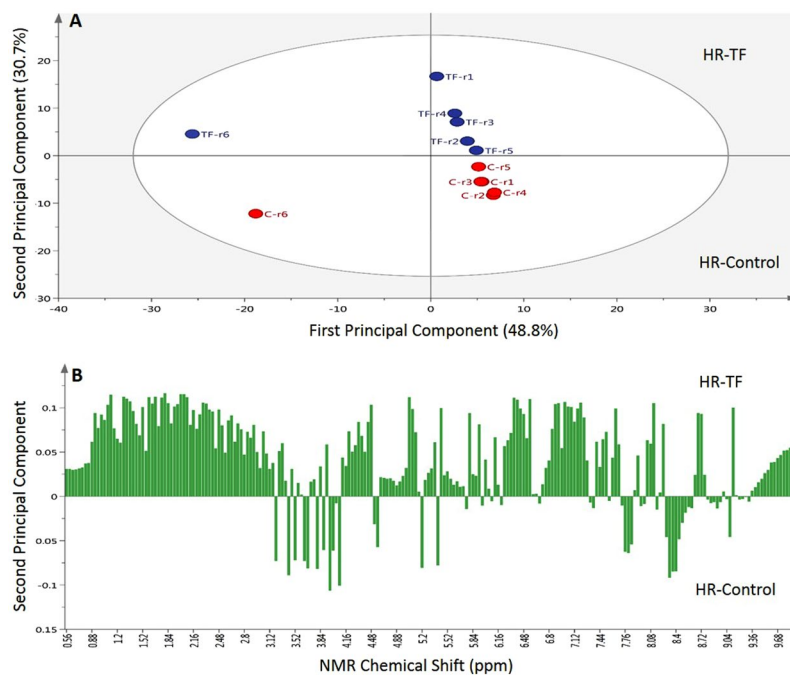 A
Second Principal Component (30.7%)
20
10
0
-10
-20
-30
-40
-30
-20
-10
0
10
20
30
HR-TF
TF-r1
TF-r4
TF-r3
TF-r6
TF-r2
TF-r5
C-r5
C-r3
C-r1
C-r4
C-r2
C-r6
HR-Control
First Principal Component (48.8%)
B
HR-TF
Second Principal Component
0.1
0.05
0
0.05
-0.1
0.15
HR-Control
0.56
0.88
1.2
1.52
1.84
2.16
2.48
2.8
3.2
3.52
3.84
4.16
4.48
4.88
5.2
5.52
5.84
6.16
6.48
6.8
7.12
7.44
7.76
8.08
8.4
8.72
9.04
9.36
9.68
NMR Chemical Shift (ppm)